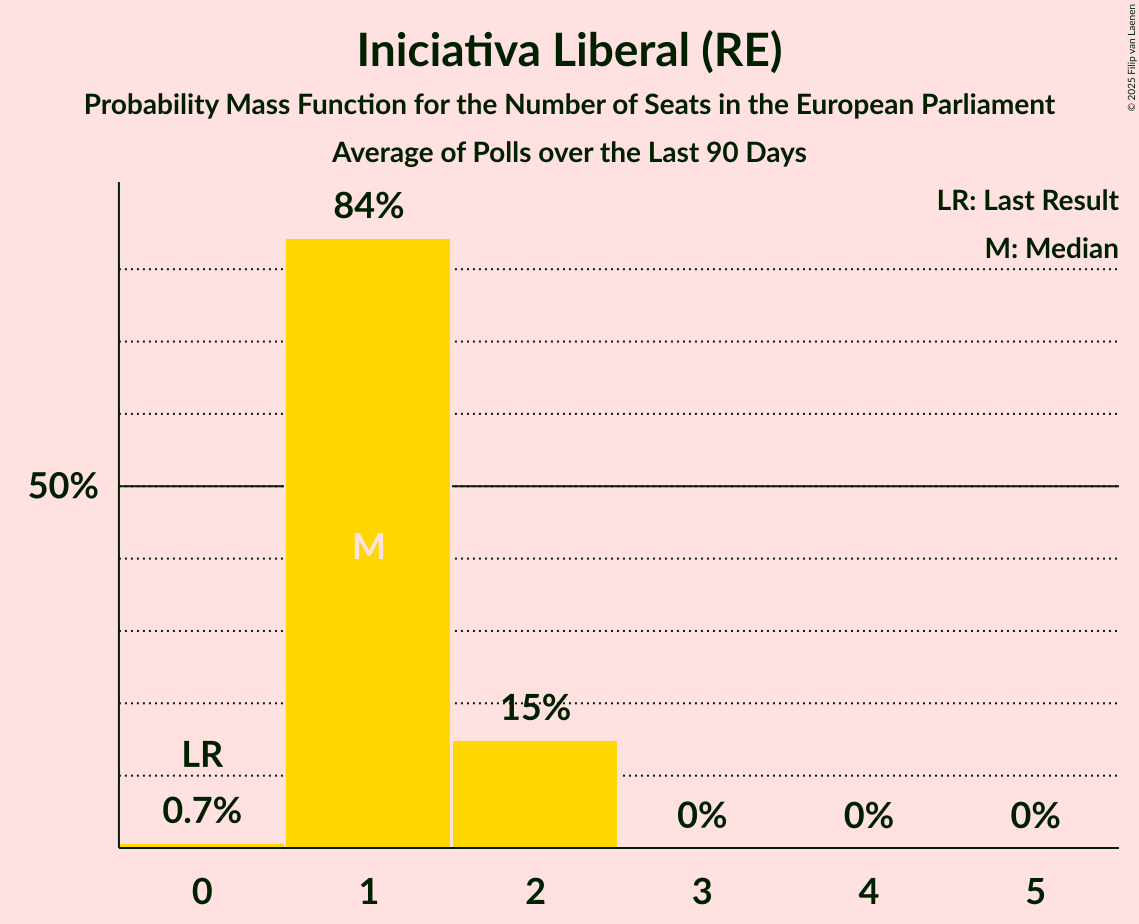 Iniciativa Liberal (RE)
Probability Mass Function for the Number of Seats in the European Parliament
Average of Polls over the Last 90 Days
© 2025 Filip van Laenen
LR: Last Result
M: Median
84%
50%
M
15%
LR
0.7%
0%
0%
0%
0
1
2
3
4
5